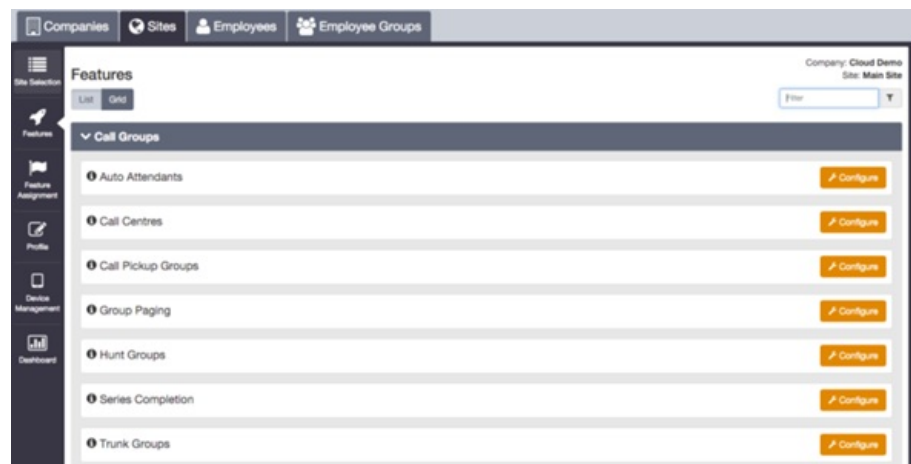 Companies Sites Employees Employee Groups
Site Selection
Features
Company: Cloud Demo
Site: Main Site
List Grid
Filter
Features
Call Groups
Auto Attendants Configure
Feature
Assignment
Call Centres Configure
Profile
Call Pickup Groups Configure
Device
Management
Group Paging Configure
Dashboard
Hunt Groups Configure
Series Completion Configure
Trunk Groups Configure